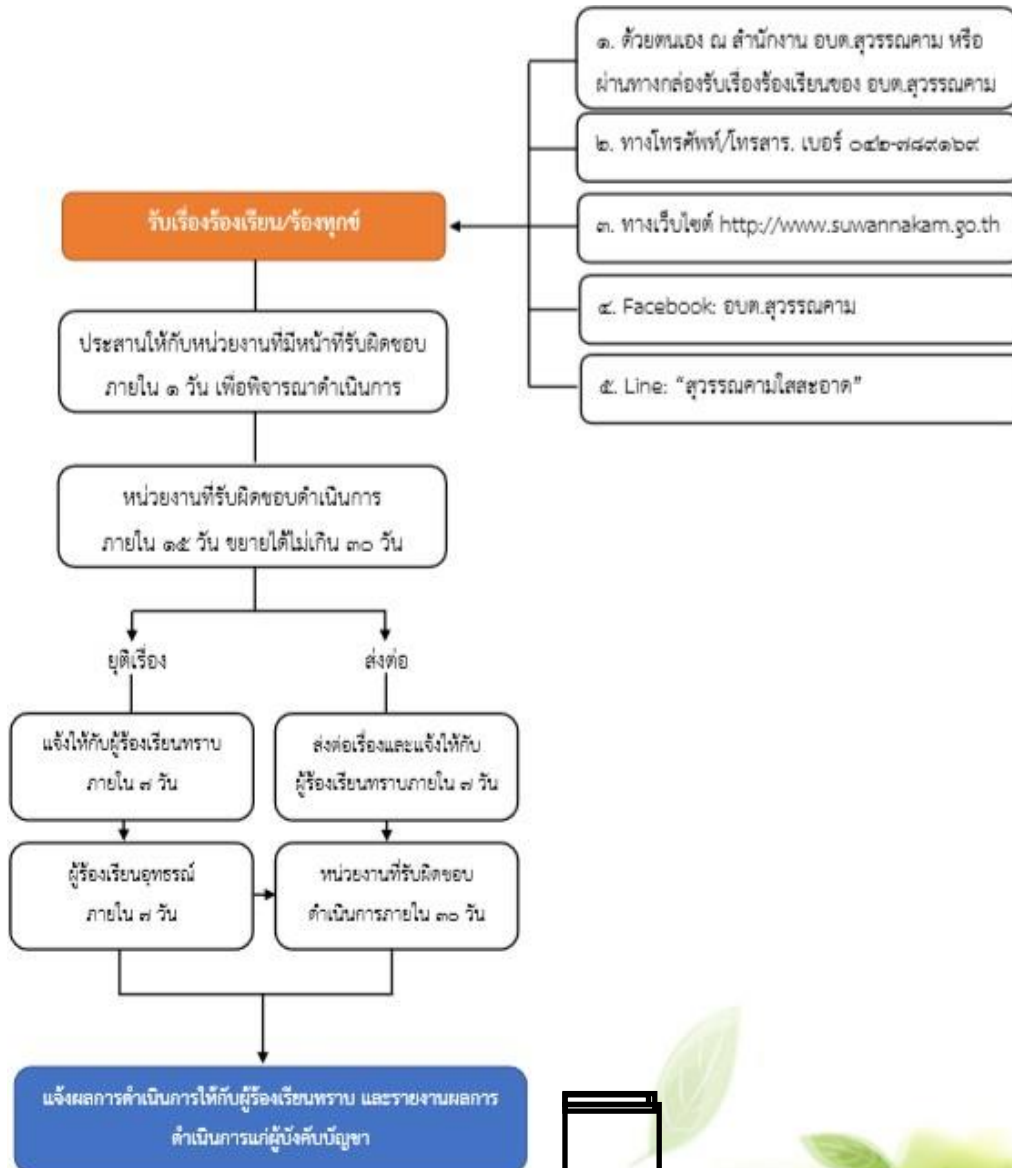 ๑. ด้วยตนเอง ณ สำนักงาน อบต.สุวรรณคาม หรือ
ผ่านทางกล่องรับเรื่องร้องเรียนของ อบต.สุวรรณคาม
๒. ทางโทรศัพท์/โทรสาร. เบอร์ ๐๔๒-๗๘๙๑๖๙
รับเรื่องร้องเรียน/ร้องทุกข์
๓. ทางเว็บไซต์ http://www.suwannakam.go.th
๔. Facebook: อบต.สุวรรณคาม
๕. Line: “สุวรรณคามใสสะอาด”
ประสานให้กับหน่วยงานที่มีหน้าที่รับผิดชอบ
ภายใน ๑ วัน เพื่อพิจารณาดำเนินการ
หน่วยงานที่รับผิดชอบดำเนินการ
ภายใน ๑๕ วัน ขยายได้ไม่เกิน ๓๐ วัน
ยุติเรื่อง
ส่งต่อ
แจ้งให้กับผู้ร้องเรียนทราบ
ภายใน ๗ วัน
ส่งต่อเรื่องและแจ้งให้กับ
ผู้ร้องเรียนทราบภายใน ๗ วัน
ผู้ร้องเรียนอุทธรณ์
ภายใน ๗ วัน
หน่วยงานที่รับผิดชอบ
ดำเนินการภายใน ๓๐ วัน
แจ้งผลการดำเนินการให้กับผู้ร้องเรียนทราบ และรายงานผลการ
ดำเนินการแก่ผู้บังคับบัญชา